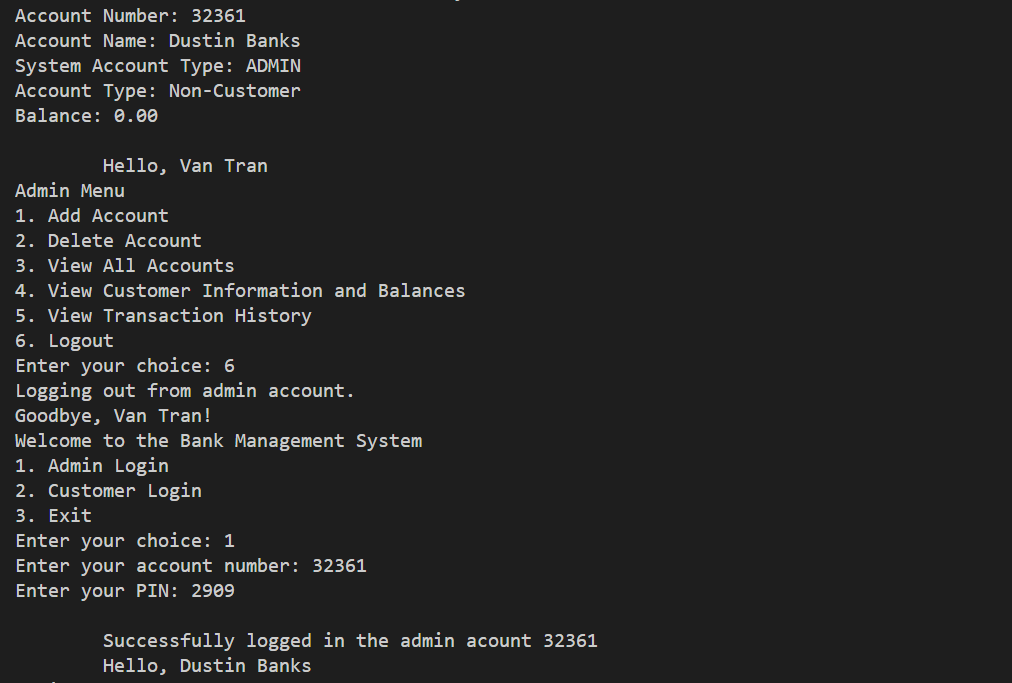 Account Number: 32361
Account Name: Dustin Banks
System Account Type: ADMIN
Account Type: Non-Customer
Balance: 0.00
Hello, Van Tran
Admin Menu
1. Add Account
2. Delete Account
3. View All Accounts
4. View Customer Information and Balances
5. View Transaction History
6. Logout
Enter your choice: 6
Logging out from admin account.
Goodbye, Van Tran!
Welcome to the Bank Management System
1. Admin Login
2. Customer Login
3. Exit
Enter your choice: 1
Enter your account number: 32361
Enter your PIN: 2909
Successfully logged in the admin acount 32361
Hello, Dustin Banks